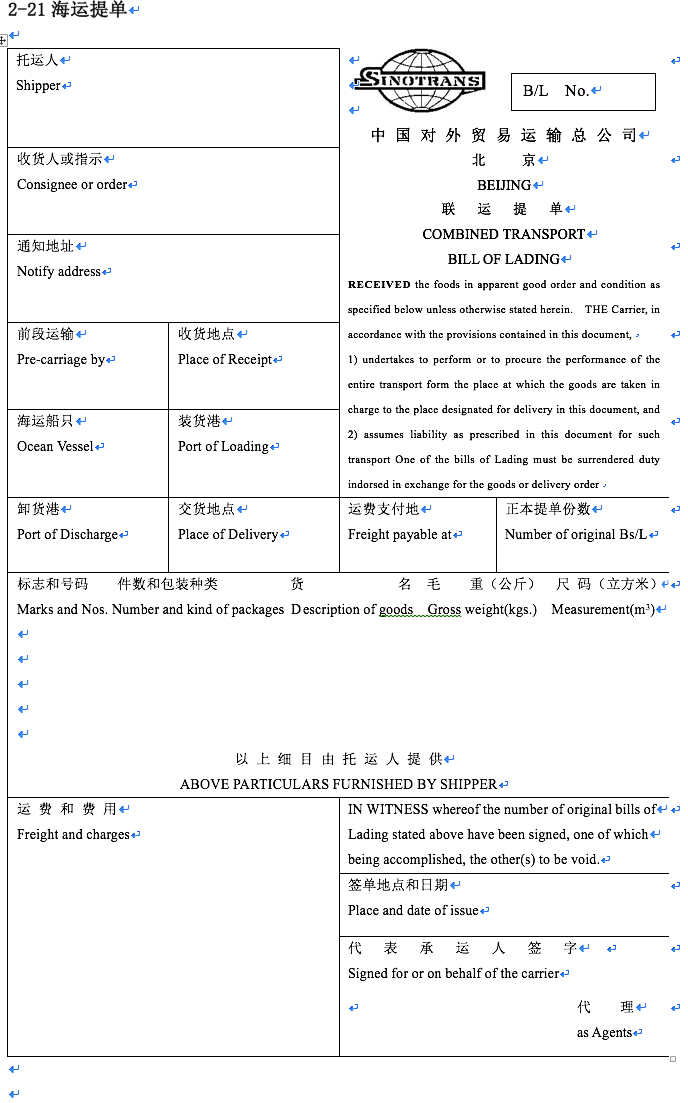 2-21 海运提单
托运人
Shipper
SINOTRANS
B/L No.
中国对外贸易运输总公司
北 京
BEIJING
联 运 提 单
COMBINED TRANSPORT
BILL OF LADING
收货人或指示
Consignee or order
通知地址
Notify address
RECEIVED the foods in apparent good order and condition as
specified below unless otherwise stated herein. THE Carrier, in
accordance with the provisions contained in this document,
1) undertakes to perform or to procure the performance of the
entire transport form the place at which the goods are taken in
charge to the place designated for delivery in this document, and
2) assumes liability as prescribed in this document for such
transport One of the bills of Lading must be surrendered duty
indorsed in exchange for the goods or delivery order
前段运输
Pre-carriage by
收货地点
Place of Receipt
海运船只
Ocean Vessel
装货港
Port of Loading
卸货港
Port of Discharge
交货地点
Place of Delivery
运费支付地
Freight payable at
正本提单份数
Number of original Bs/L
标志和号码 件数和包装种类 货 名 毛 重（公斤） 尺 码（立方米）
Marks and Nos. Number and kind of packages Description of goods Gross weight(kgs.) Measurement(m³)
以上细目由托运人提供
ABOVE PARTICULARS FURNISHED BY SHIPPER
运费和费用
Freight and charges
IN WITNESS whereof the number of original bills of
Lading stated above have been signed, one of which
being accomplished, the other(s) to be void.
签单地点和日期
Place and date of issue
代 表 承 运 人 签 字
Signed for or on behalf of the carrier
代 理
as Agents